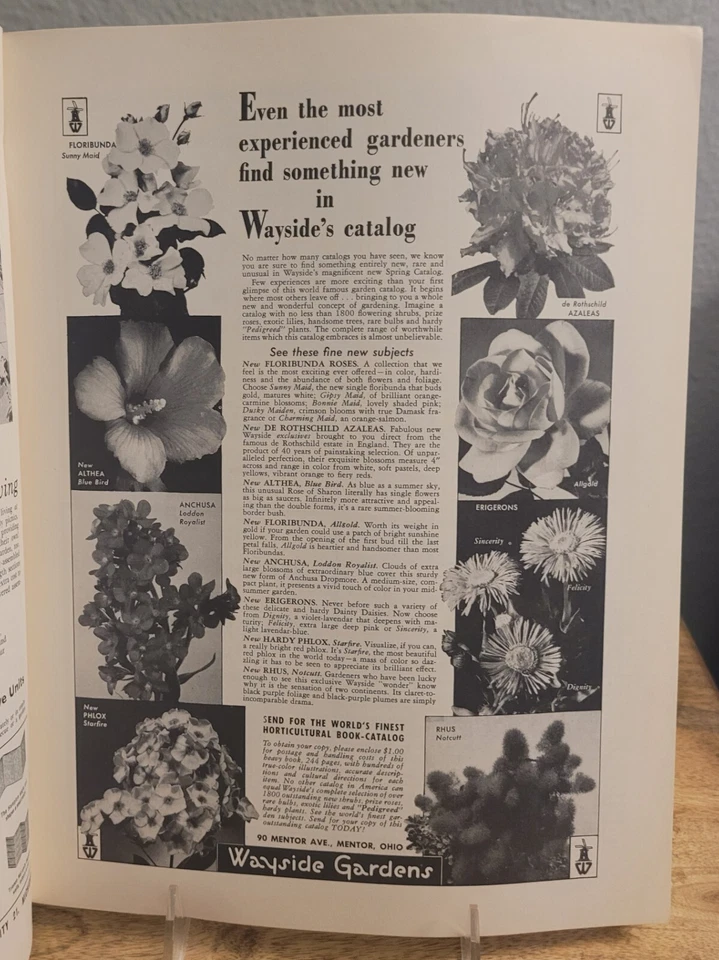 Even the most
experienced gardeners
find something new
in
Wayside's catalog
FLORIBUNDA
Sunny Maid
de Rothschild
AZALEAS
No matter how many catalogs you have seen, we know
you are sure to find something entirely new, rare and
unusual in Wayside's magnificent new Spring Catalog.
Few experiences are more exciting than your first
glimpse of this world famous garden catalog. It begins
where most others leave off . . . bringing to you a whole
new and wonderful concept of gardening. Imagine a
catalog with no less than 1800 flowering shrubs, prize
roses, exotic lilies, handsome trees, rare bulbs and hardy
"Pedigreed" plants. The complete range of worthwhile
items which this catalog embraces is almost unbelievable.
See these fine new subjects
New FLORIBUNDA ROSES. A collection that we
feel is the most exciting ever offered—in color, hardi-
ness and the abundance of both flowers and foliage.
Choose Sunny Maid, the new single floribunda that buds
gold, matures white; Gipsy Maid, of brilliant orange-
carmine blossoms; Bonnie Maid, lovely shaded pink;
Dusky Maiden, crimson blooms with true Damask fra-
grance or Charming Maid, an orange-salmon.
New DE ROTHSCHILD AZALEAS. Fabulous new
Wayside exclusives brought to you direct from the
famous de Rothschild estate in England. They are the
product of 40 years of painstaking selection. Of unpar-
alleled perfection, their exquisite blossoms measure 4"
across and range in color from white, soft pastels, deep
yellows, vibrant orange to fiery reds.
New ALTHEA, Blue Bird. As blue as a summer sky,
this unusual Rose of Sharon literally has single flowers
as big as saucers. Infinitely more attractive and appeal-
ing than the double forms, it's a rare summer-blooming
border bush.
New FLORIBUNDA, Allgold. Worth its weight in
gold if your garden could use a patch of bright sunshine
yellow. From the opening of the first bud till the last
petal falls, Allgold is heartier and handsomer than most
Floribundas.
New ANCHUSA, Loddon Royalist. Clouds of extra
large blossoms of extraordinary blue cover this sturdy
new form of Anchusa Dropmore. A medium-size, com-
pact plant, it presents a vivid touch of color in your mid-
summer garden.
New ERIGERONS. Never before such a variety of
these delicate and hardy Dainty Daisies. Now choose
from Dignity, a violet-lavendar that deepens with ma-
turity; Felicity, extra large deep pink or Sincerity, a
light lavender-blue.
New HARDY PHLOX, Starfire. Visualize, if you can,
a really bright red phlox. It's Starfire, the most beautiful
red phlox in the world today—a mass of color so daz-
zling it has to be seen to appreciate its brilliant effect.
New RHUS, Notcutt. Gardeners who have been lucky
enough to see this exclusive Wayside "wonder" know
why it is the sensation of two continents. Its claret-to-
black purple foliage and black-purple plumes are simply
incomparable drama.
New
ALTHEA
Blue Bird
Allgold
ANCHUSA
Loddon
Royalist
ERIGERONS
Sincerity
Felicity
Dignity
New
PHLOX
Starfire
RHUS
Notcutt
SEND FOR THE WORLD'S FINEST
HORTICULTURAL BOOK-CATALOG
To obtain your copy, please enclose $1.00
for postage and handling costs of this
heavy book, 244 pages, with hundreds of
true-color illustrations, accurate descrip-
tions and cultural directions for each
item. No other catalog in America can
equal Wayside's complete selection of over
1800 outstanding new shrubs, prize roses,
rare bulbs, exotic lilies and "Pedigreed"
hardy plants. See the world's finest gar-
den subjects. Send for your copy of this
outstanding catalog TODAY!
90 MENTOR AVE., MENTOR, OHIO
Wayside Gardens